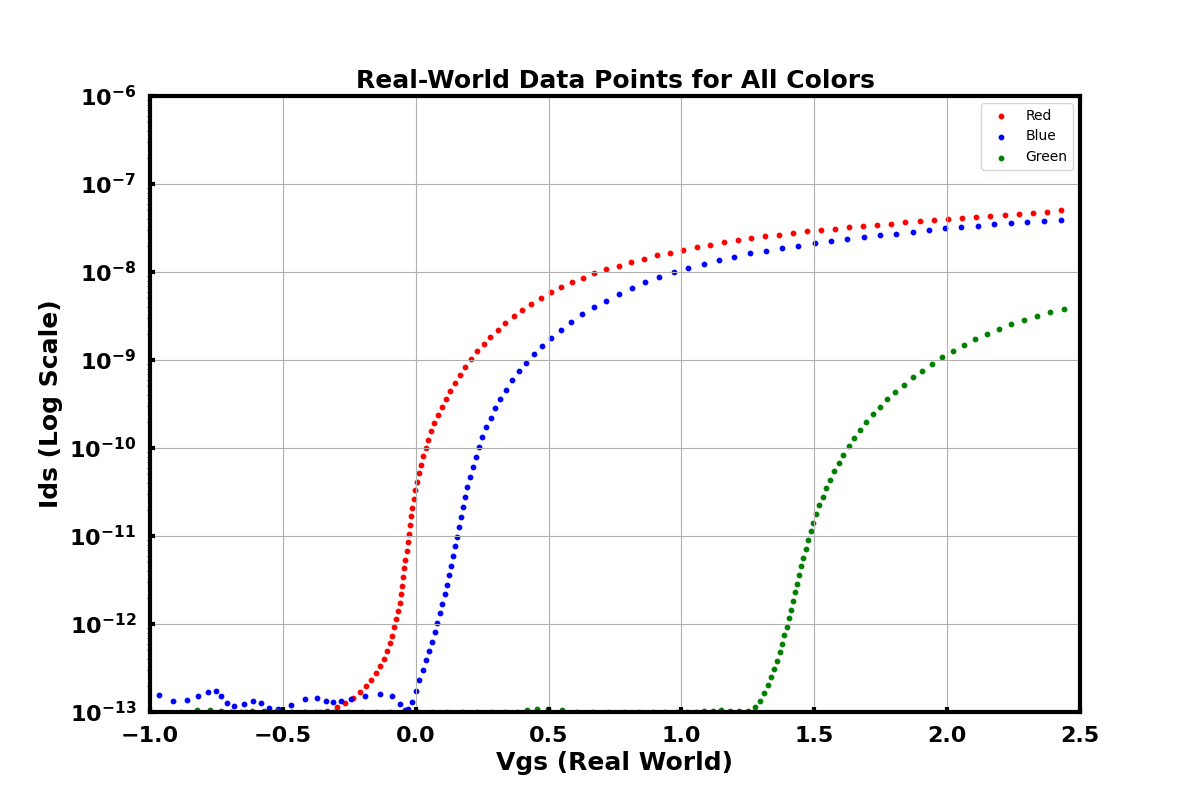 Real-World Data Points for All Colors
10⁻⁶
10⁻⁷
10⁻⁸
10⁻⁹
10⁻¹⁰
10⁻¹¹
10⁻¹²
10⁻¹³
Ids (Log Scale)
Red
Blue
Green
−1.0 −0.5 0.0 0.5 1.0 1.5 2.0 2.5
Vgs (Real World)